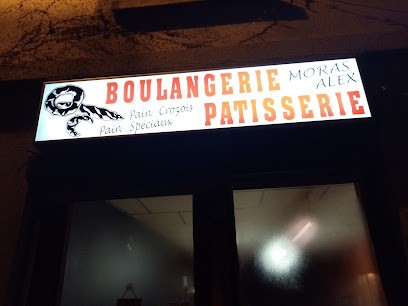 BOULANGERIE MORAS
ALEX
Pain Crozois
Pain Spéciaux
PATISSERIE